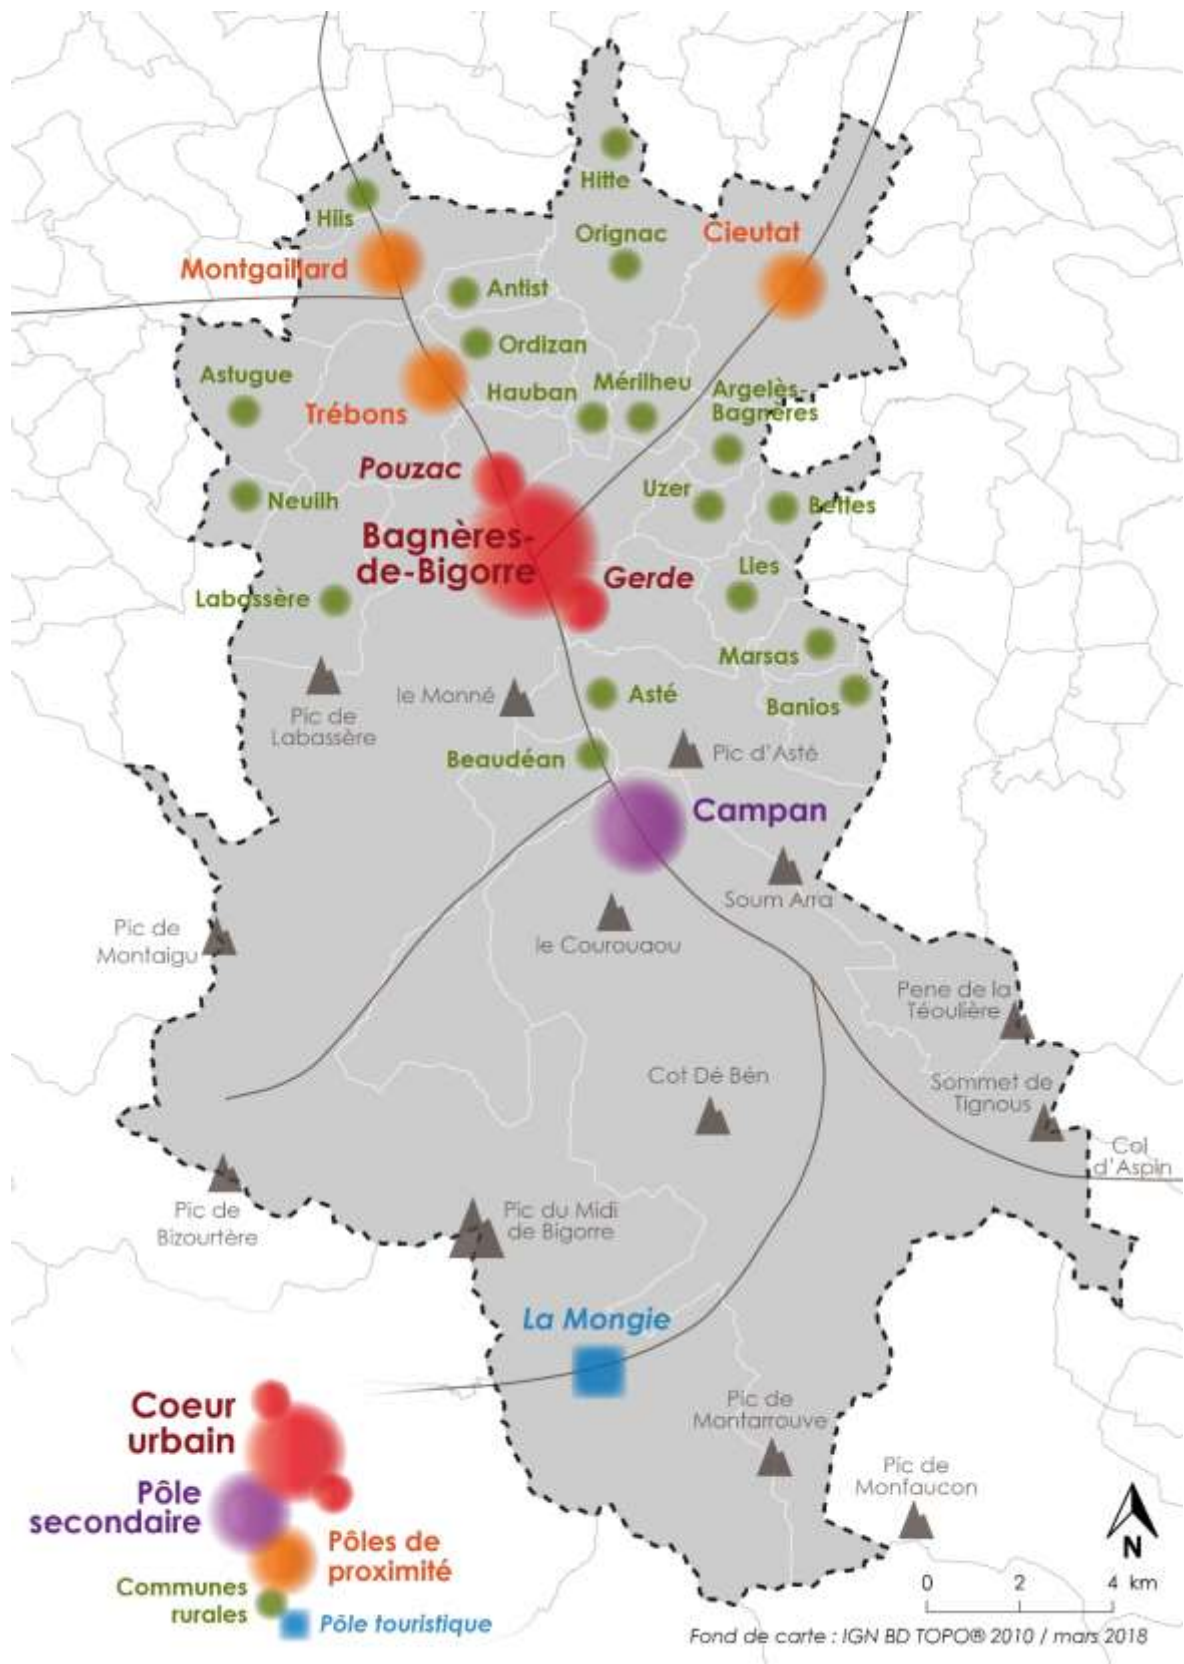 Hitte
Hiis
Orignac
Cieutat
Montgaillard
Antist
Ordizan
Astugue
Hauban
Mérilheu
Argelès-
Bagnères
Trébons
Pouzac
Uzer
Bettes
Neuilh
Bagnères-
de-Bigorre
Gerde
Lies
Labassère
Marsas
Asté
Banios
le Monné
Pic de
Labassère
Beaudéan
Pic d'Asté
Campan
Soum Arra
Pic de
Montaigu
le Courouaou
Pene de la
Téoulière
Cot Dé Bén
Sommet de
Tignous
Col
d'Aspin
Pic de
Bizourtère
Pic du Midi
de Bigorre
La Mongie
Pic de
Montarrouye
Pic de
Monfaucon
Coeur
urbain
Pôle
secondaire
Pôles de
proximité
Communes
rurales
Pôle touristique
N
0 2 4 km
Fond de carte : IGN BD TOPO® 2010 / mars 2018